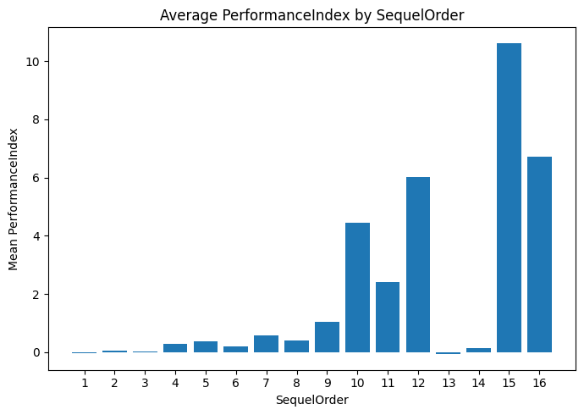 Average PerformanceIndex by SequelOrder
Mean PerformanceIndex
10
8
6
4
2
0
1 2 3 4 5 6 7 8 9 10 11 12 13 14 15 16
SequelOrder